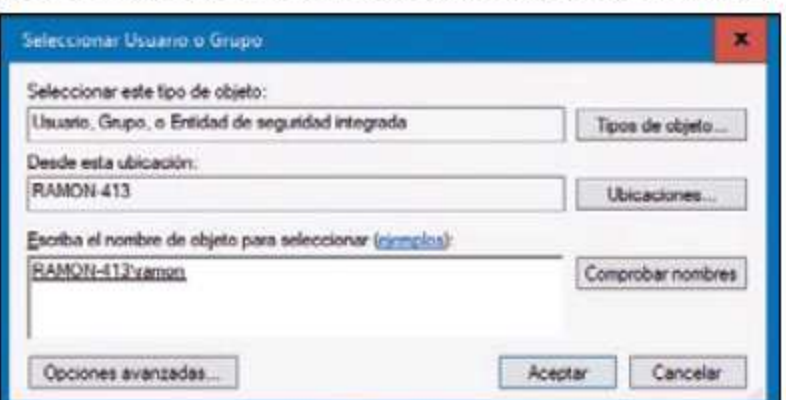 Seleccionar Usuario o Grupo
Seleccionar este tipo de objeto:
Usuario, Grupo, o Entidad de seguridad integrada
Tipos de objeto...
Desde esta ubicación:
RAMON-413
Ubicaciones...
Escriba el nombre de objeto para seleccionar (ejemplos):
RAMON-413\ramon
Comprobar nombres
Opciones avanzadas...
Aceptar
Cancelar